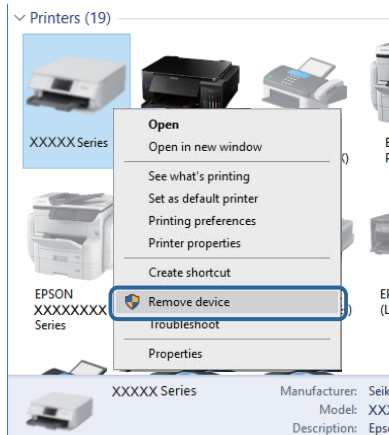 Printers (19)
XXXXX Series
Open
Open in new window
See what's printing
Set as default printer
Printing preferences
Printer properties
Create shortcut
Remove device
Troubleshoot
Properties
EPSON
XXXXXXXX
Series
XXXXX Series
Manufacturer:
Model:
Description: